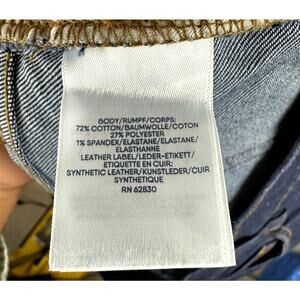 BODY/RUMPF/CORPS:
72% COTTON/BAUMWOLLE/COTON
27% POLYESTER
1% SPANDEX/ELASTANE/ELASTANE/
ELASTHANNE
LEATHER LABEL/LEDER-ETIKETT/
ETIQUETTE EN CUIR:
SYNTHETIC LEATHER/KUNSTLEDER/CUIR
SYNTHETIQUE
RN 62830